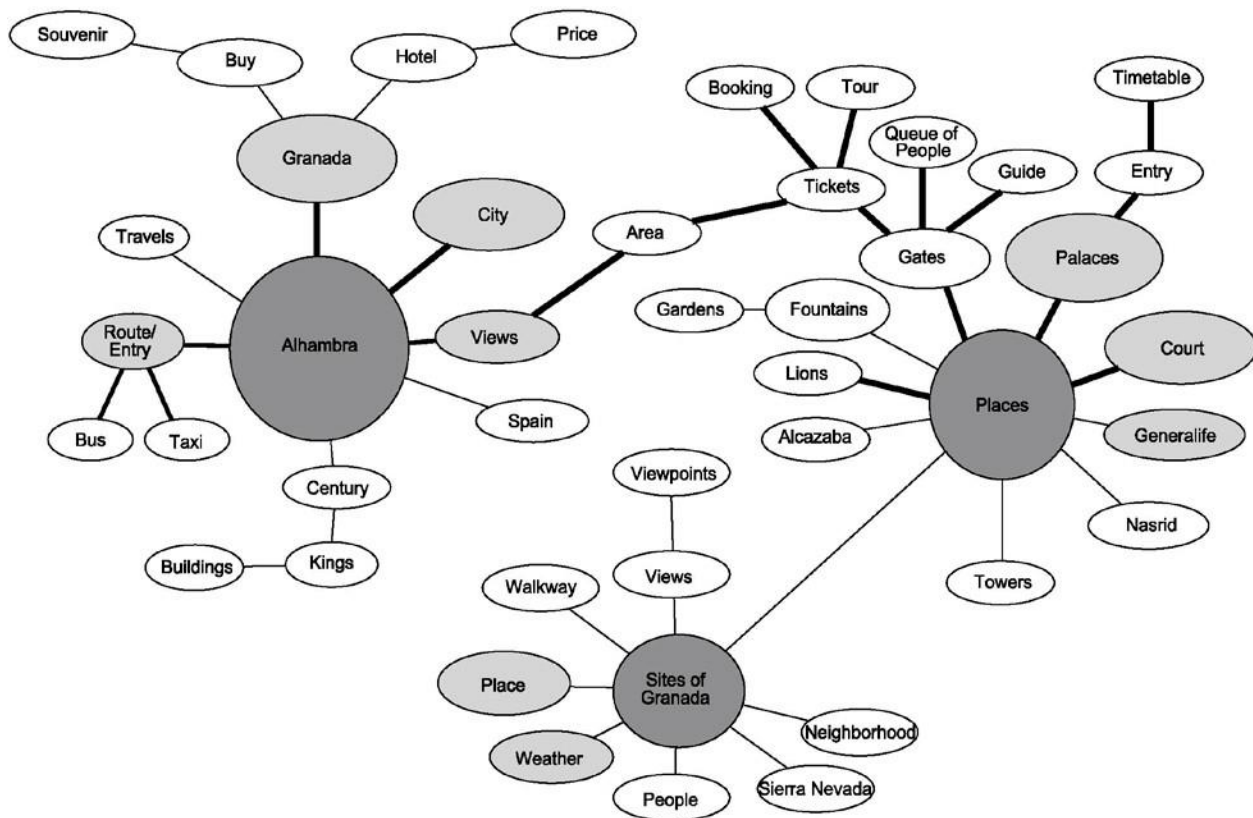 Souvenir
Buy
Hotel
Price
Granada
City
Travels
Route/
Entry
Alhambra
Views
Bus
Taxi
Spain
Century
Buildings
Kings
Area
Booking
Tour
Tickets
Queue of
People
Guide
Timetable
Entry
Gates
Palaces
Gardens
Fountains
Lions
Alcazaba
Places
Court
Generalife
Nasrid
Towers
Viewpoints
Views
Walkway
Place
Weather
Sites of
Granada
People
Sierra Nevada
Neighborhood